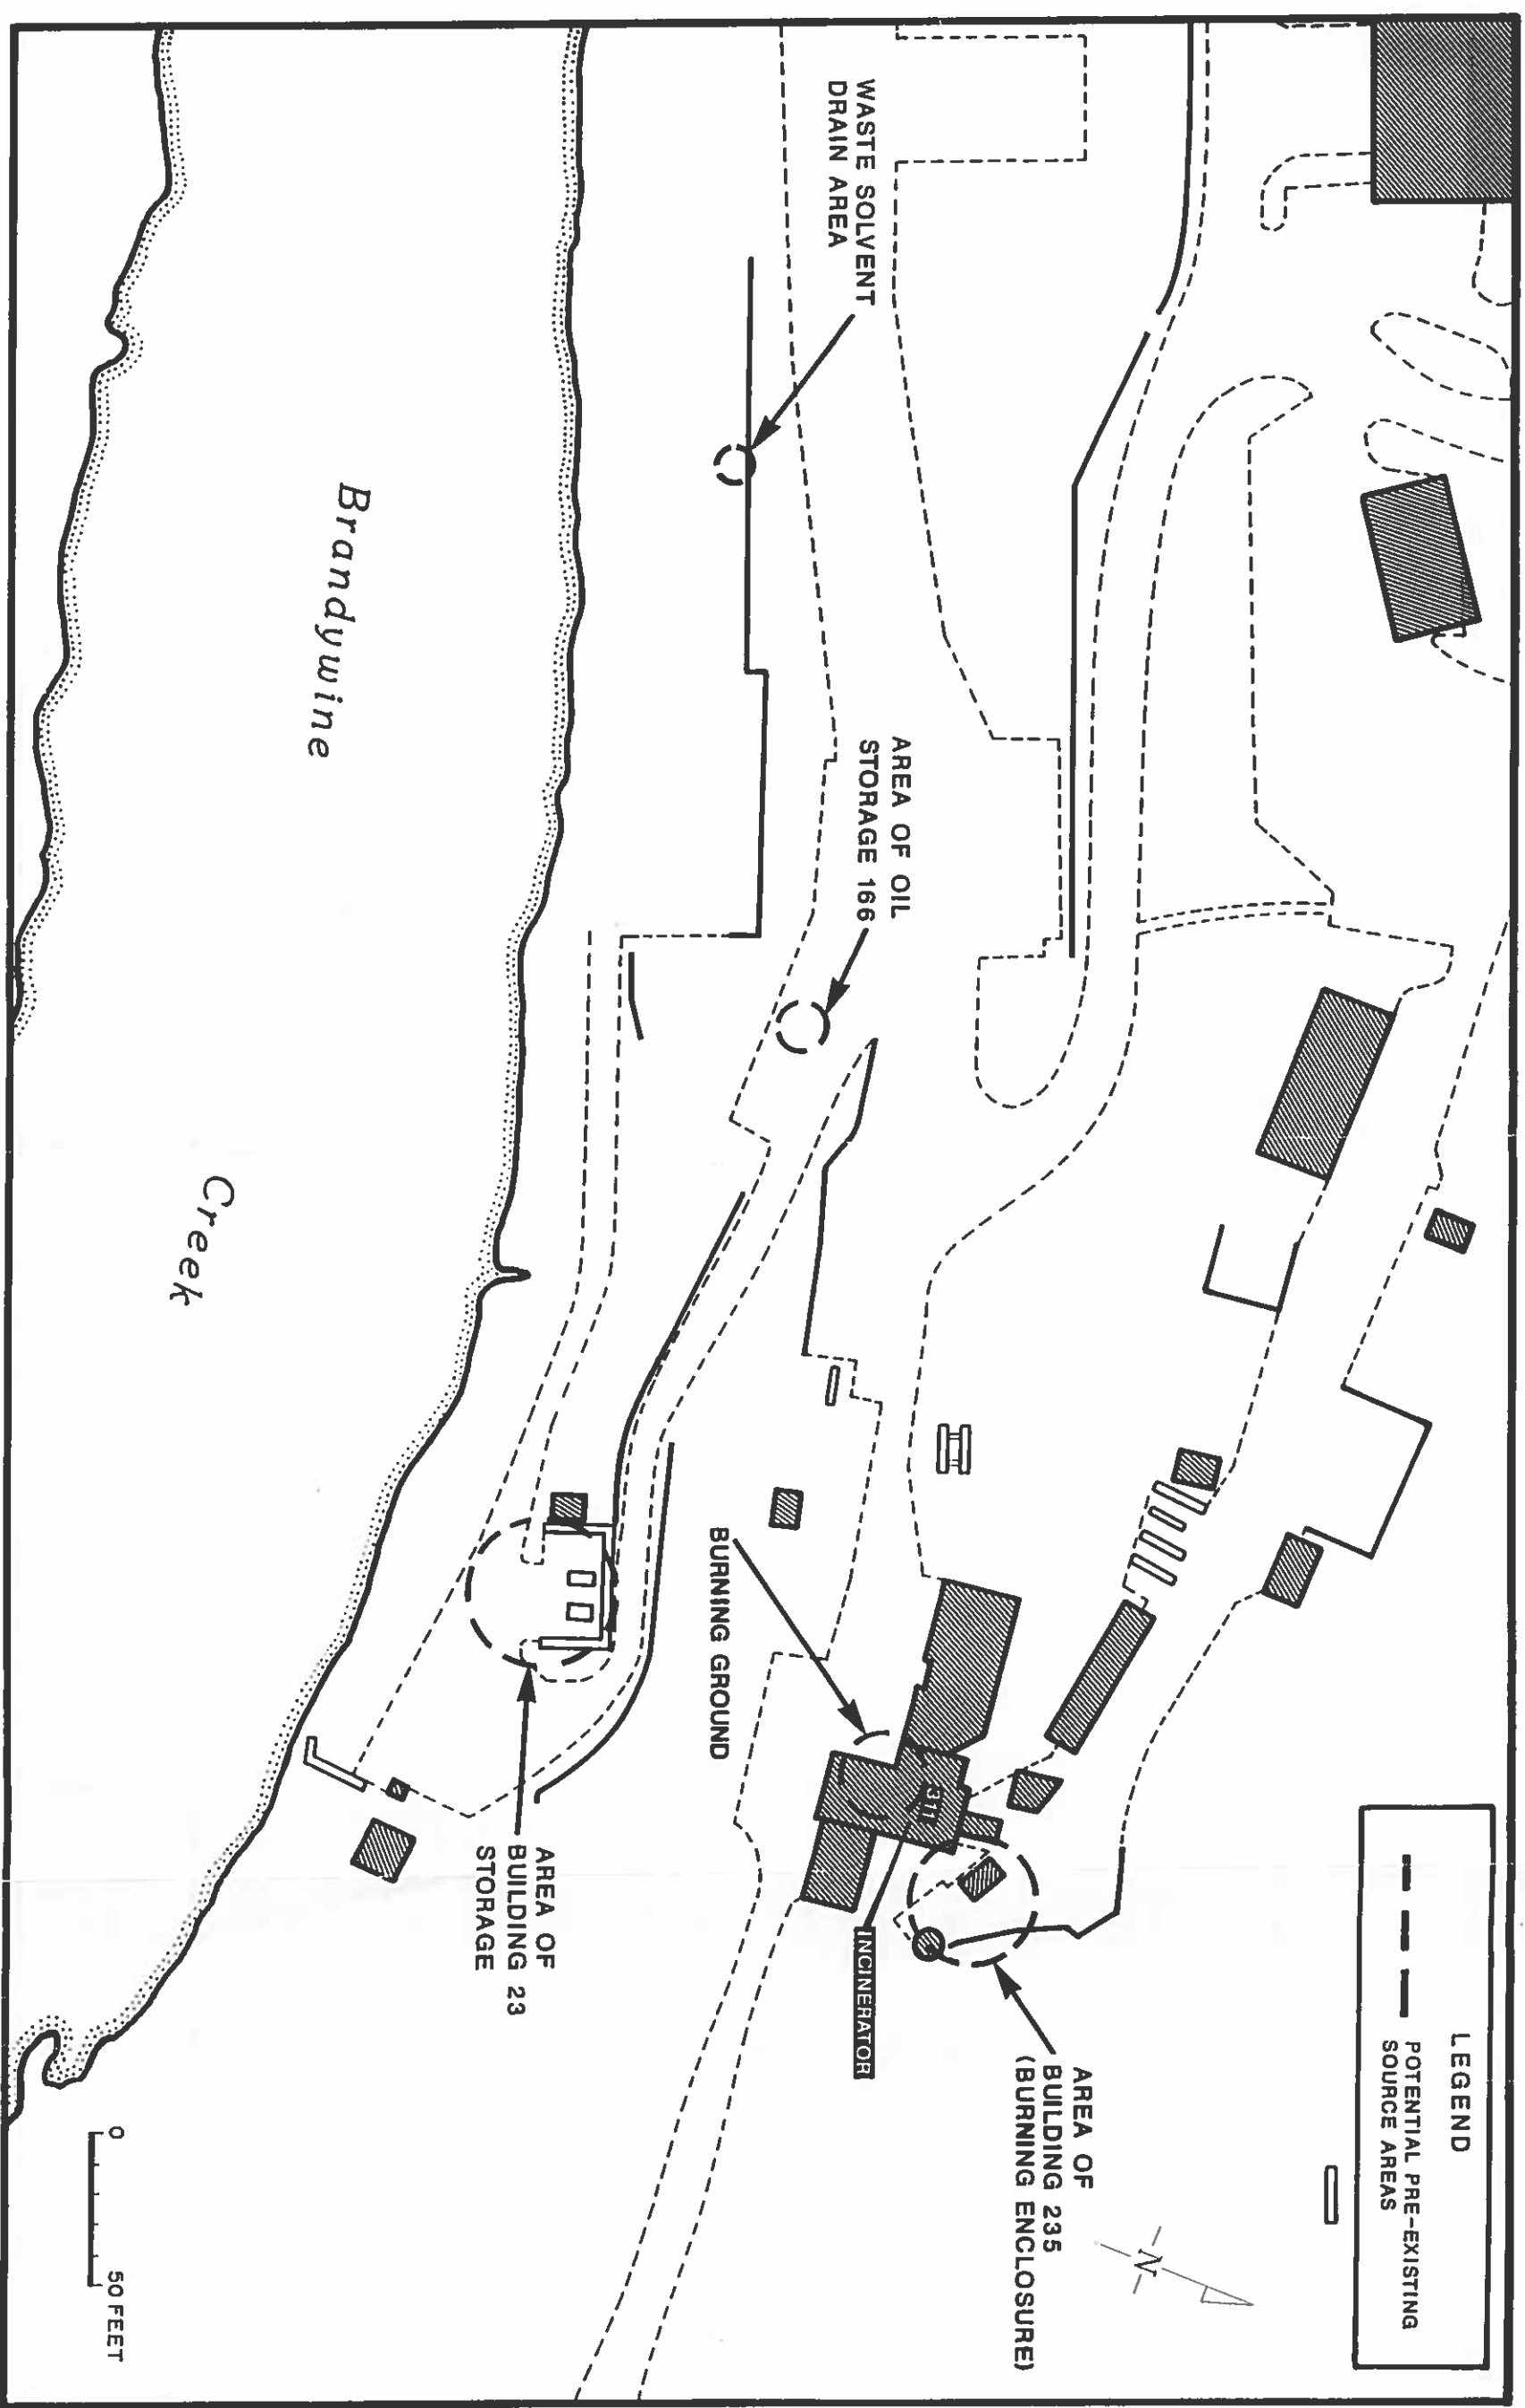 LEGEND
POTENTIAL PRE-EXISTING
SOURCE AREAS
N
AREA OF
BUILDING 235
(BURNING ENCLOSURE)
WASTE SOLVENT
DRAIN AREA
AREA OF OIL
STORAGE 166
311
INCINERATOR
BURNING GROUND
AREA OF
BUILDING 23
STORAGE
Brandywine
Creek
0
50 FEET